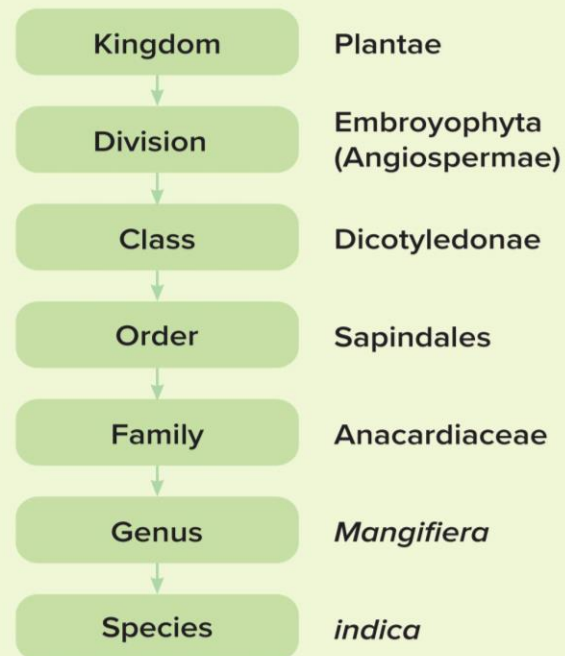 Kingdom Plantae
Division Embroyophyta
(Angiospermae)
Class Dicotyledonae
Order Sapindales
Family Anacardiaceae
Genus Mangifiera
Species indica